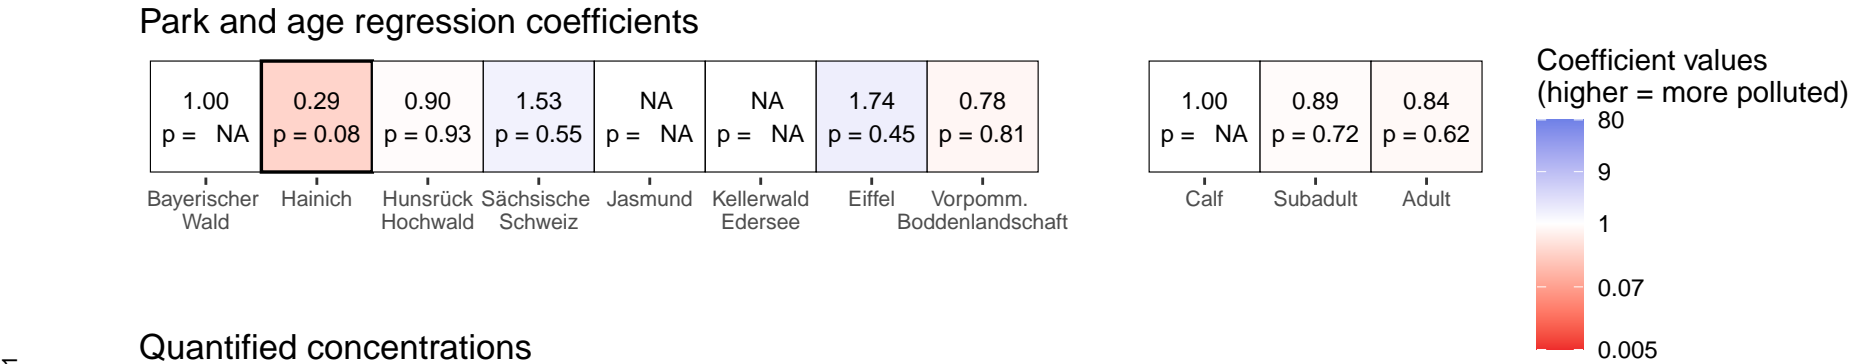 Park and age regression coefficients
1.00 0.29 0.90 1.53 NA NA 1.74 0.78 1.00 0.89 0.84
p = NA p = 0.08 p = 0.93 p = 0.55 p = NA p = NA p = 0.45 p = 0.81 p = NA p = 0.72 p = 0.62
Bayerischer Hainich Hunsrück Sächsische Jasmund Kellerwald Eiffel Vorpomm. Calf Subadult Adult
Wald Hochwald Schweiz Edersee Boddenlandschaft
Coefficient values
(higher = more polluted)
80
9
1
0.07
0.005
Quantified concentrations